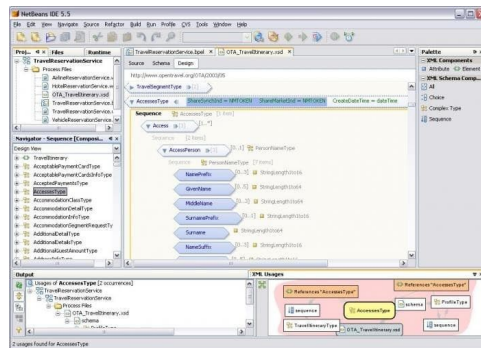 NetBeans IDE 5.5
File Edit View Navigate Source Refactor Build Run Profile CVS Tools Window Help
Proj... Files Runtime
TravelReservationService.bpel OTA_TravelItinerary.xsd
Palette
TravelReservationService
Process Files
AirlineReservationService.
HotelReservationService.w
OTA_TravelItinerary.xsd
TravelReservationService.
TravelReservationService.
VehicleReservationService.
Source Schema Design
http://www.opentravel.org/OTA/2003/05
TravelSegmentType
AccessesType ShareSynchInd = NMTOKEN ShareMarketInd = NMTOKEN CreateDateTime = dateTime
Sequence AccessesType [1 item]
Access [1..*]
Sequence [2 items]
AccessPerson [0..1] PersonNameType
Sequence PersonNameType [7 items]
NamePrefix [0..3] StringLength1to16
GivenName [0..5] StringLength1to64
MiddleName [0..3] StringLength1to64
SurnamePrefix [0..1] StringLength1to16
Surname StringLength1to64
NameSuffix [0..3] StringLength1to16
XML Components
Attribute Element
XML Schema Comp...
All
Choice
Complex Type
Sequence
Navigator - Sequence [Composi...
Design View
TravelItinerary
AcceptablePaymentCardType
AcceptablePaymentCardsInfoType
AcceptedPaymentsType
AccessesType
AccommodationClassType
AccommodationDetailType
AccommodationInfoType
AccommodationSegmentRequestTy
AdditionalDetailsType
AdditionalDetailType
AdditionalGuestAmountType
Output
Usages of AccessesType [2 occurrences]
TravelReservationService
TravelReservationService
Process Files
OTA_TravelItinerary.xsd
schema
ProfileType
XML Usages
References "AccessesType"
References "AccessesType"
sequence
AccessesType
schema
ProfileType
TravelItineraryType
OTA_TravelItinerary.xsd
sequence
2 usages found for AccessesType